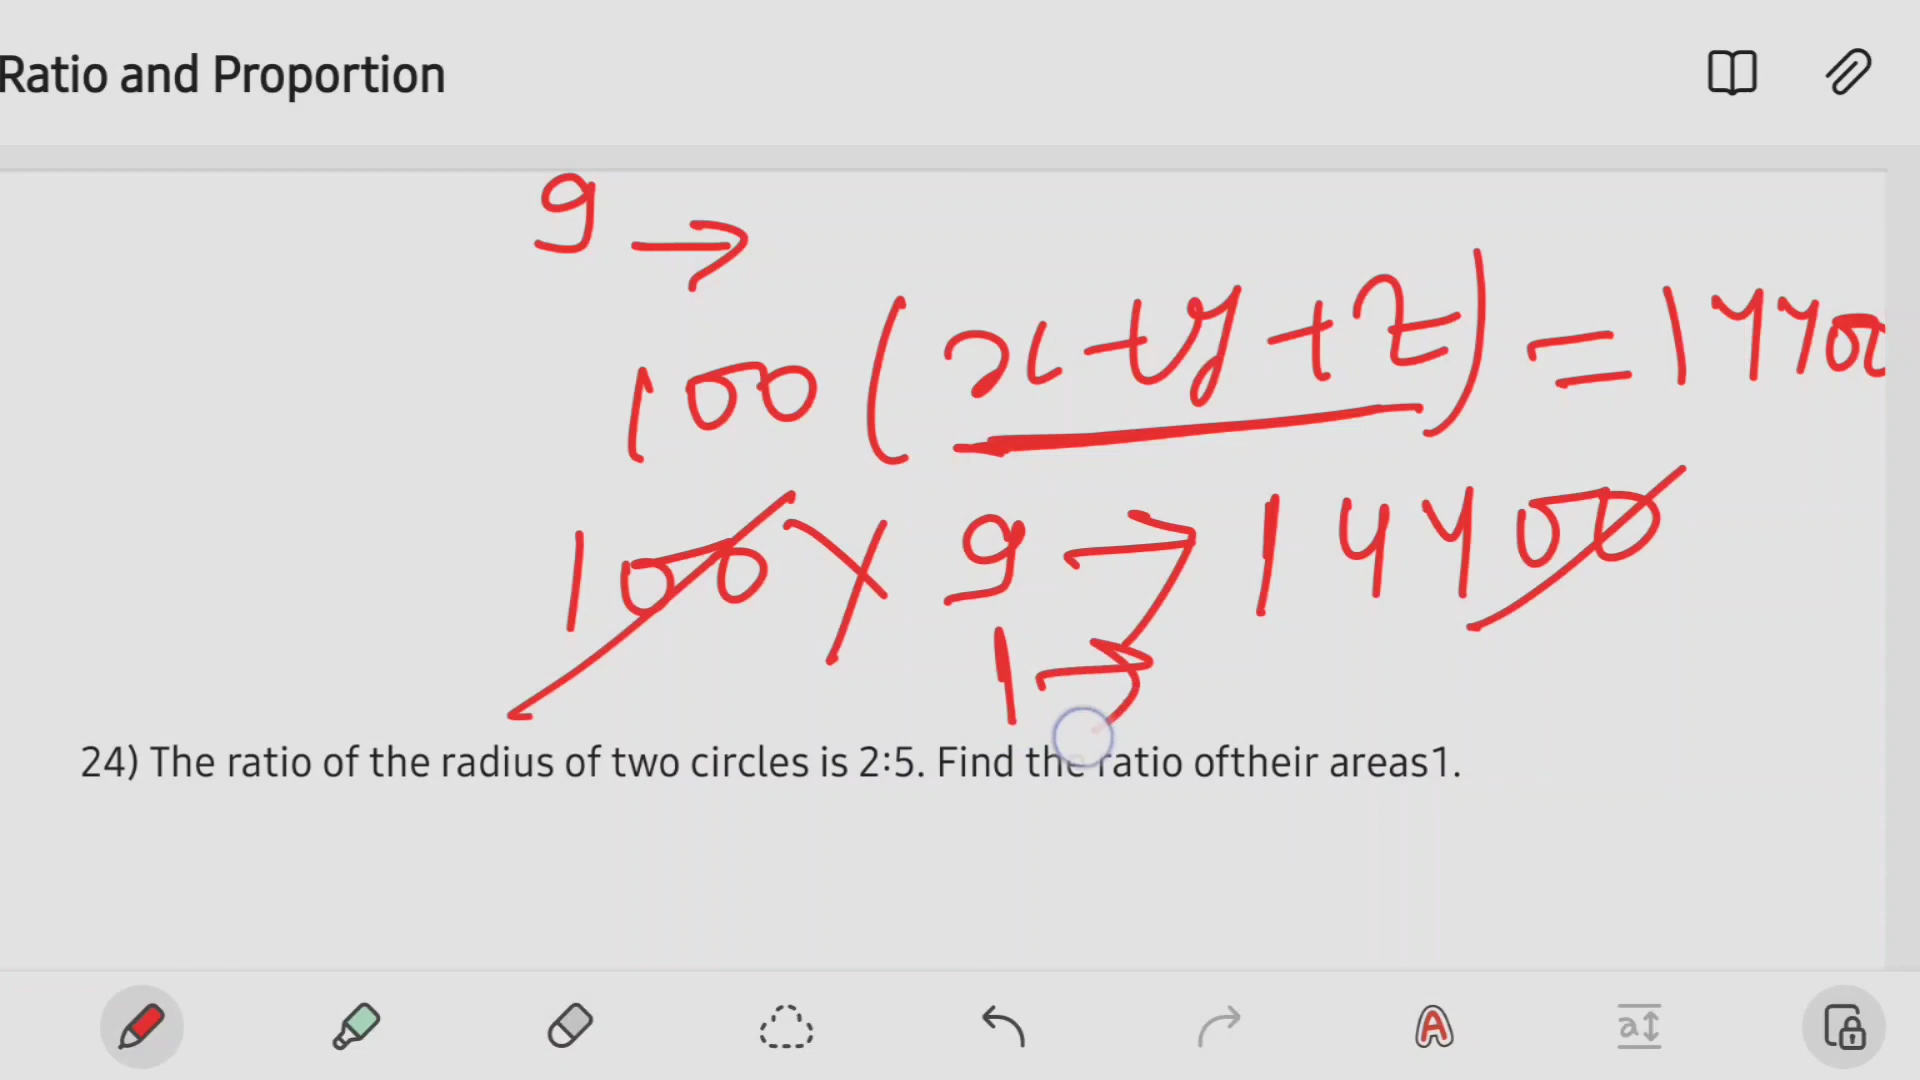 Ratio and Proportion
9 →
100 (x+y+z) = 14400
100 × 9 → 14400
1 →
24) The ratio of the radius of two circles is 2:5. Find the ratio oftheir areas1.
A
a